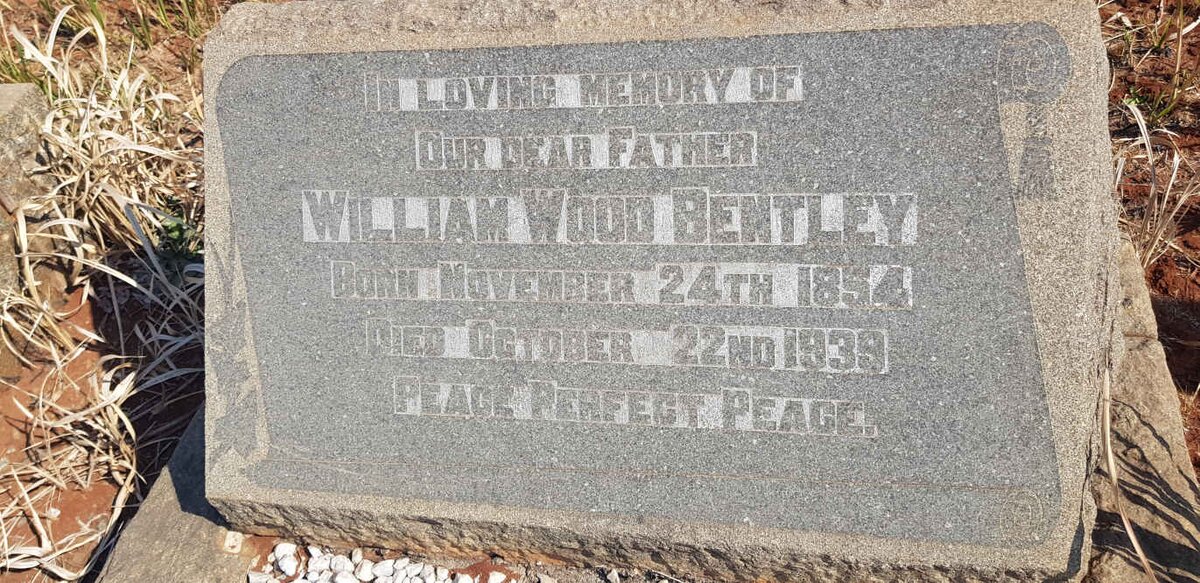 In Loving Memory Of
Our Dear Father
William Wood Bentley
Born November 24th 1854
Died October 22nd 1939
Peace Perfect Peace.